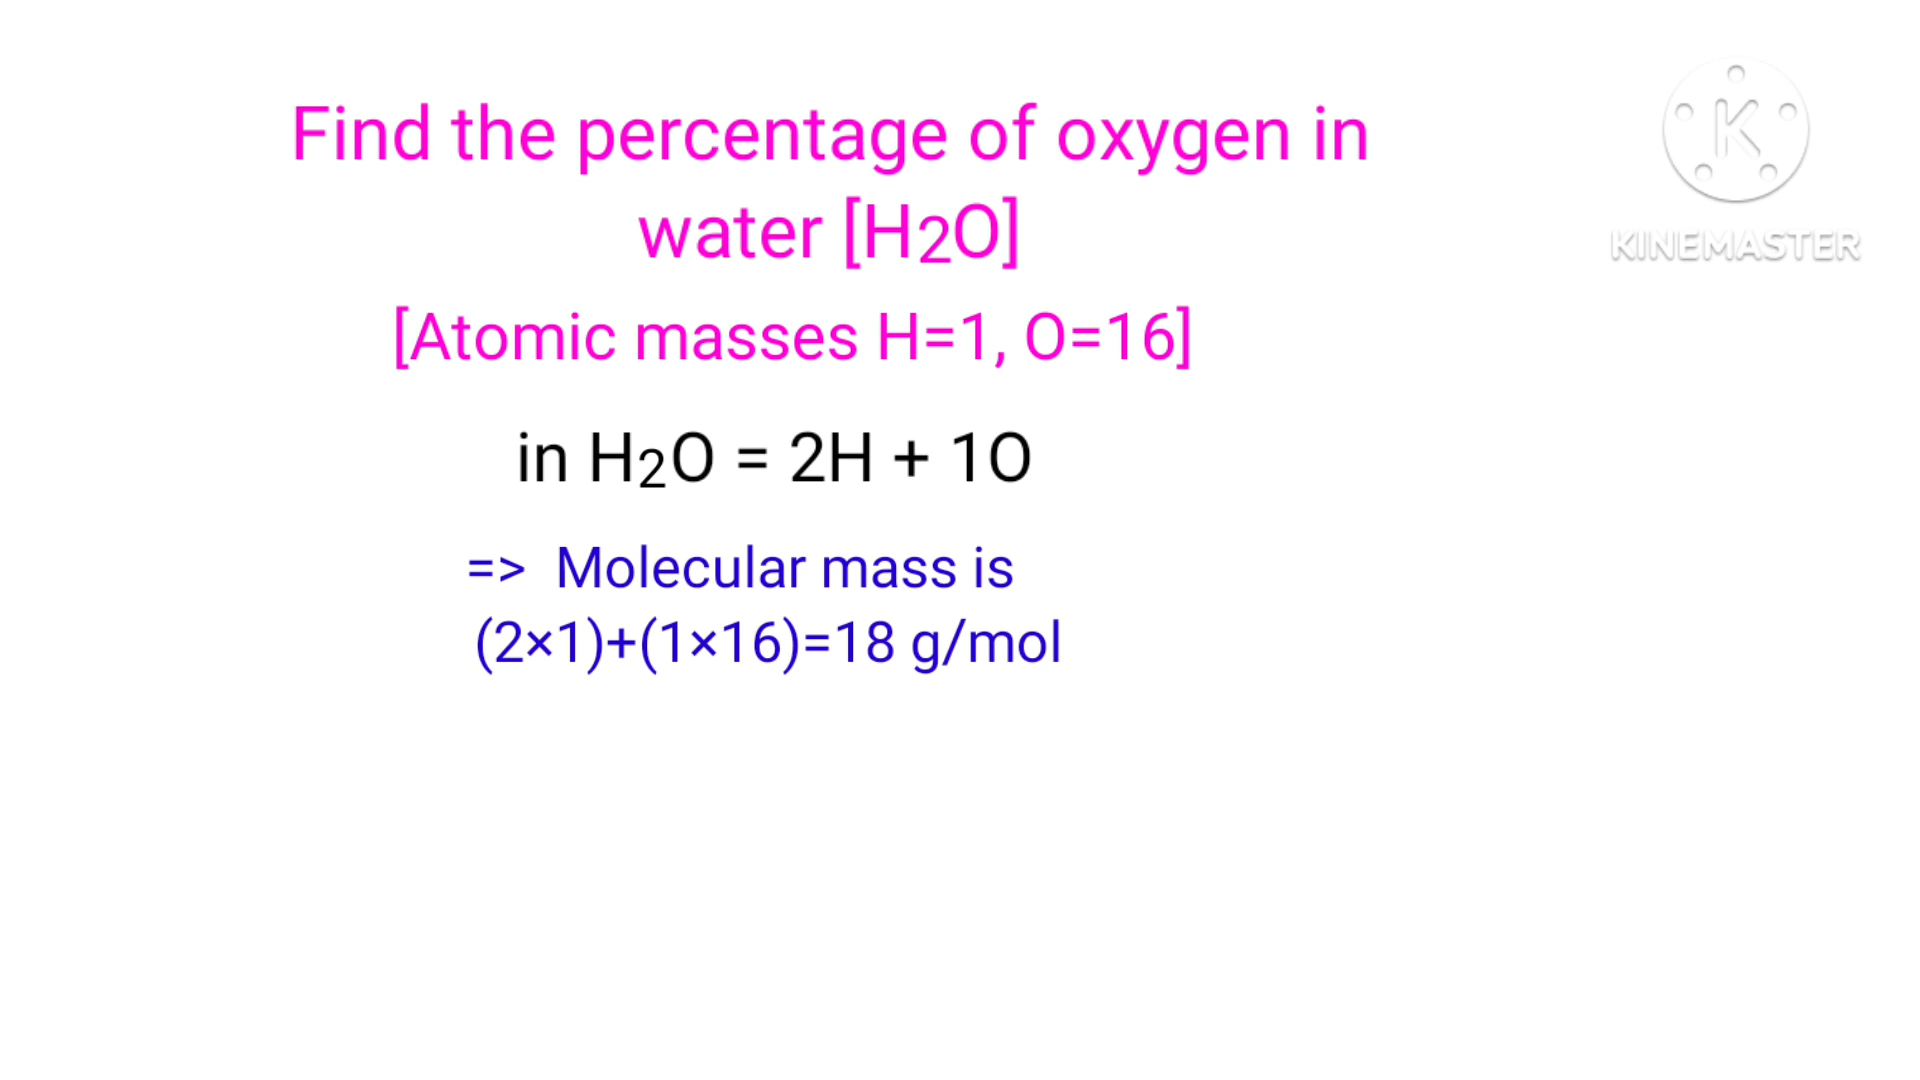 Find the percentage of oxygen in
water [H2O]
[Atomic masses H=1, O=16]
in H2O = 2H + 1O
=> Molecular mass is
(2×1)+(1×16)=18 g/mol
K
KINEMASTER